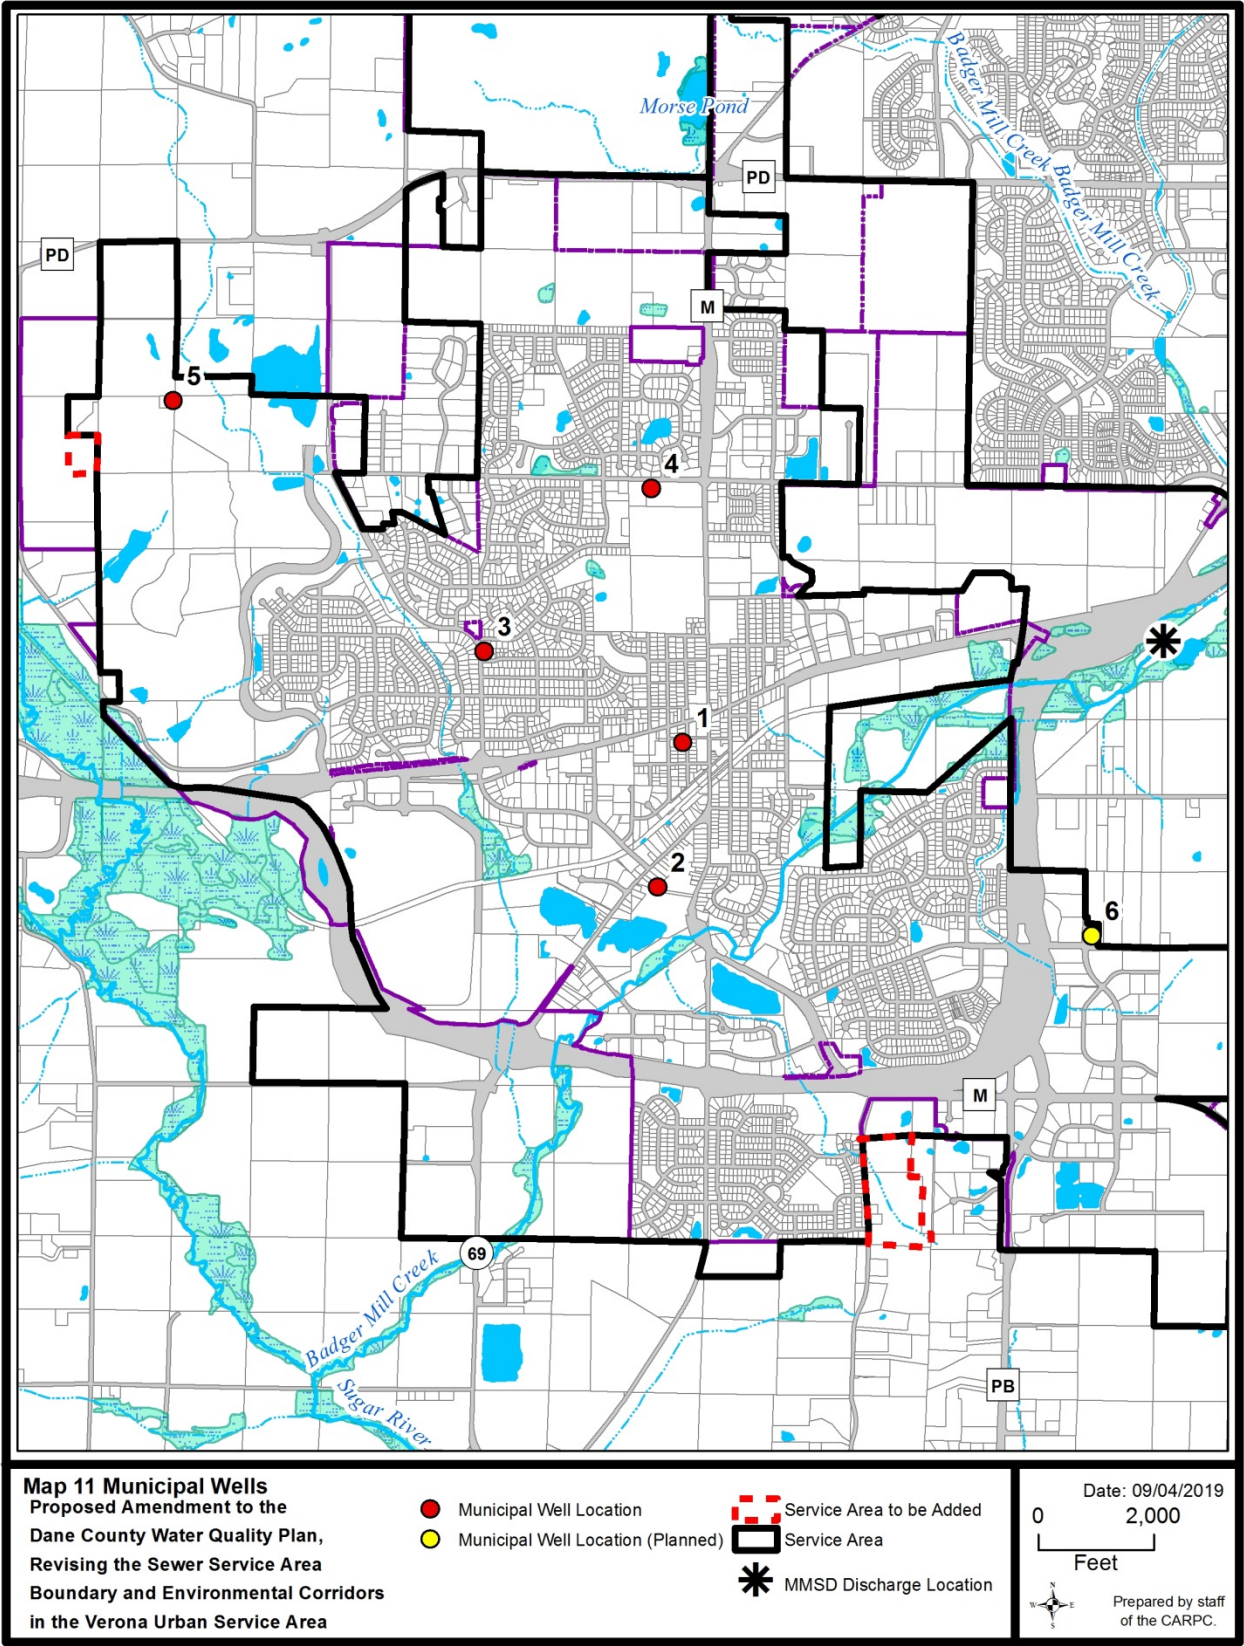 Morse Pond
Badger Mill Creek
Badger Mill Creek
PD
PD
M
5
4
3
1
2
6
M
69
Badger Mill Creek
Sugar River
PB
Map 11 Municipal Wells
Proposed Amendment to the
Dane County Water Quality Plan,
Revising the Sewer Service Area
Boundary and Environmental Corridors
in the Verona Urban Service Area
Municipal Well Location
Municipal Well Location (Planned)
Service Area to be Added
Service Area
MMSD Discharge Location
Date: 09/04/2019
0 2,000
Feet
N
W E
S
Prepared by staff
of the CARPC.